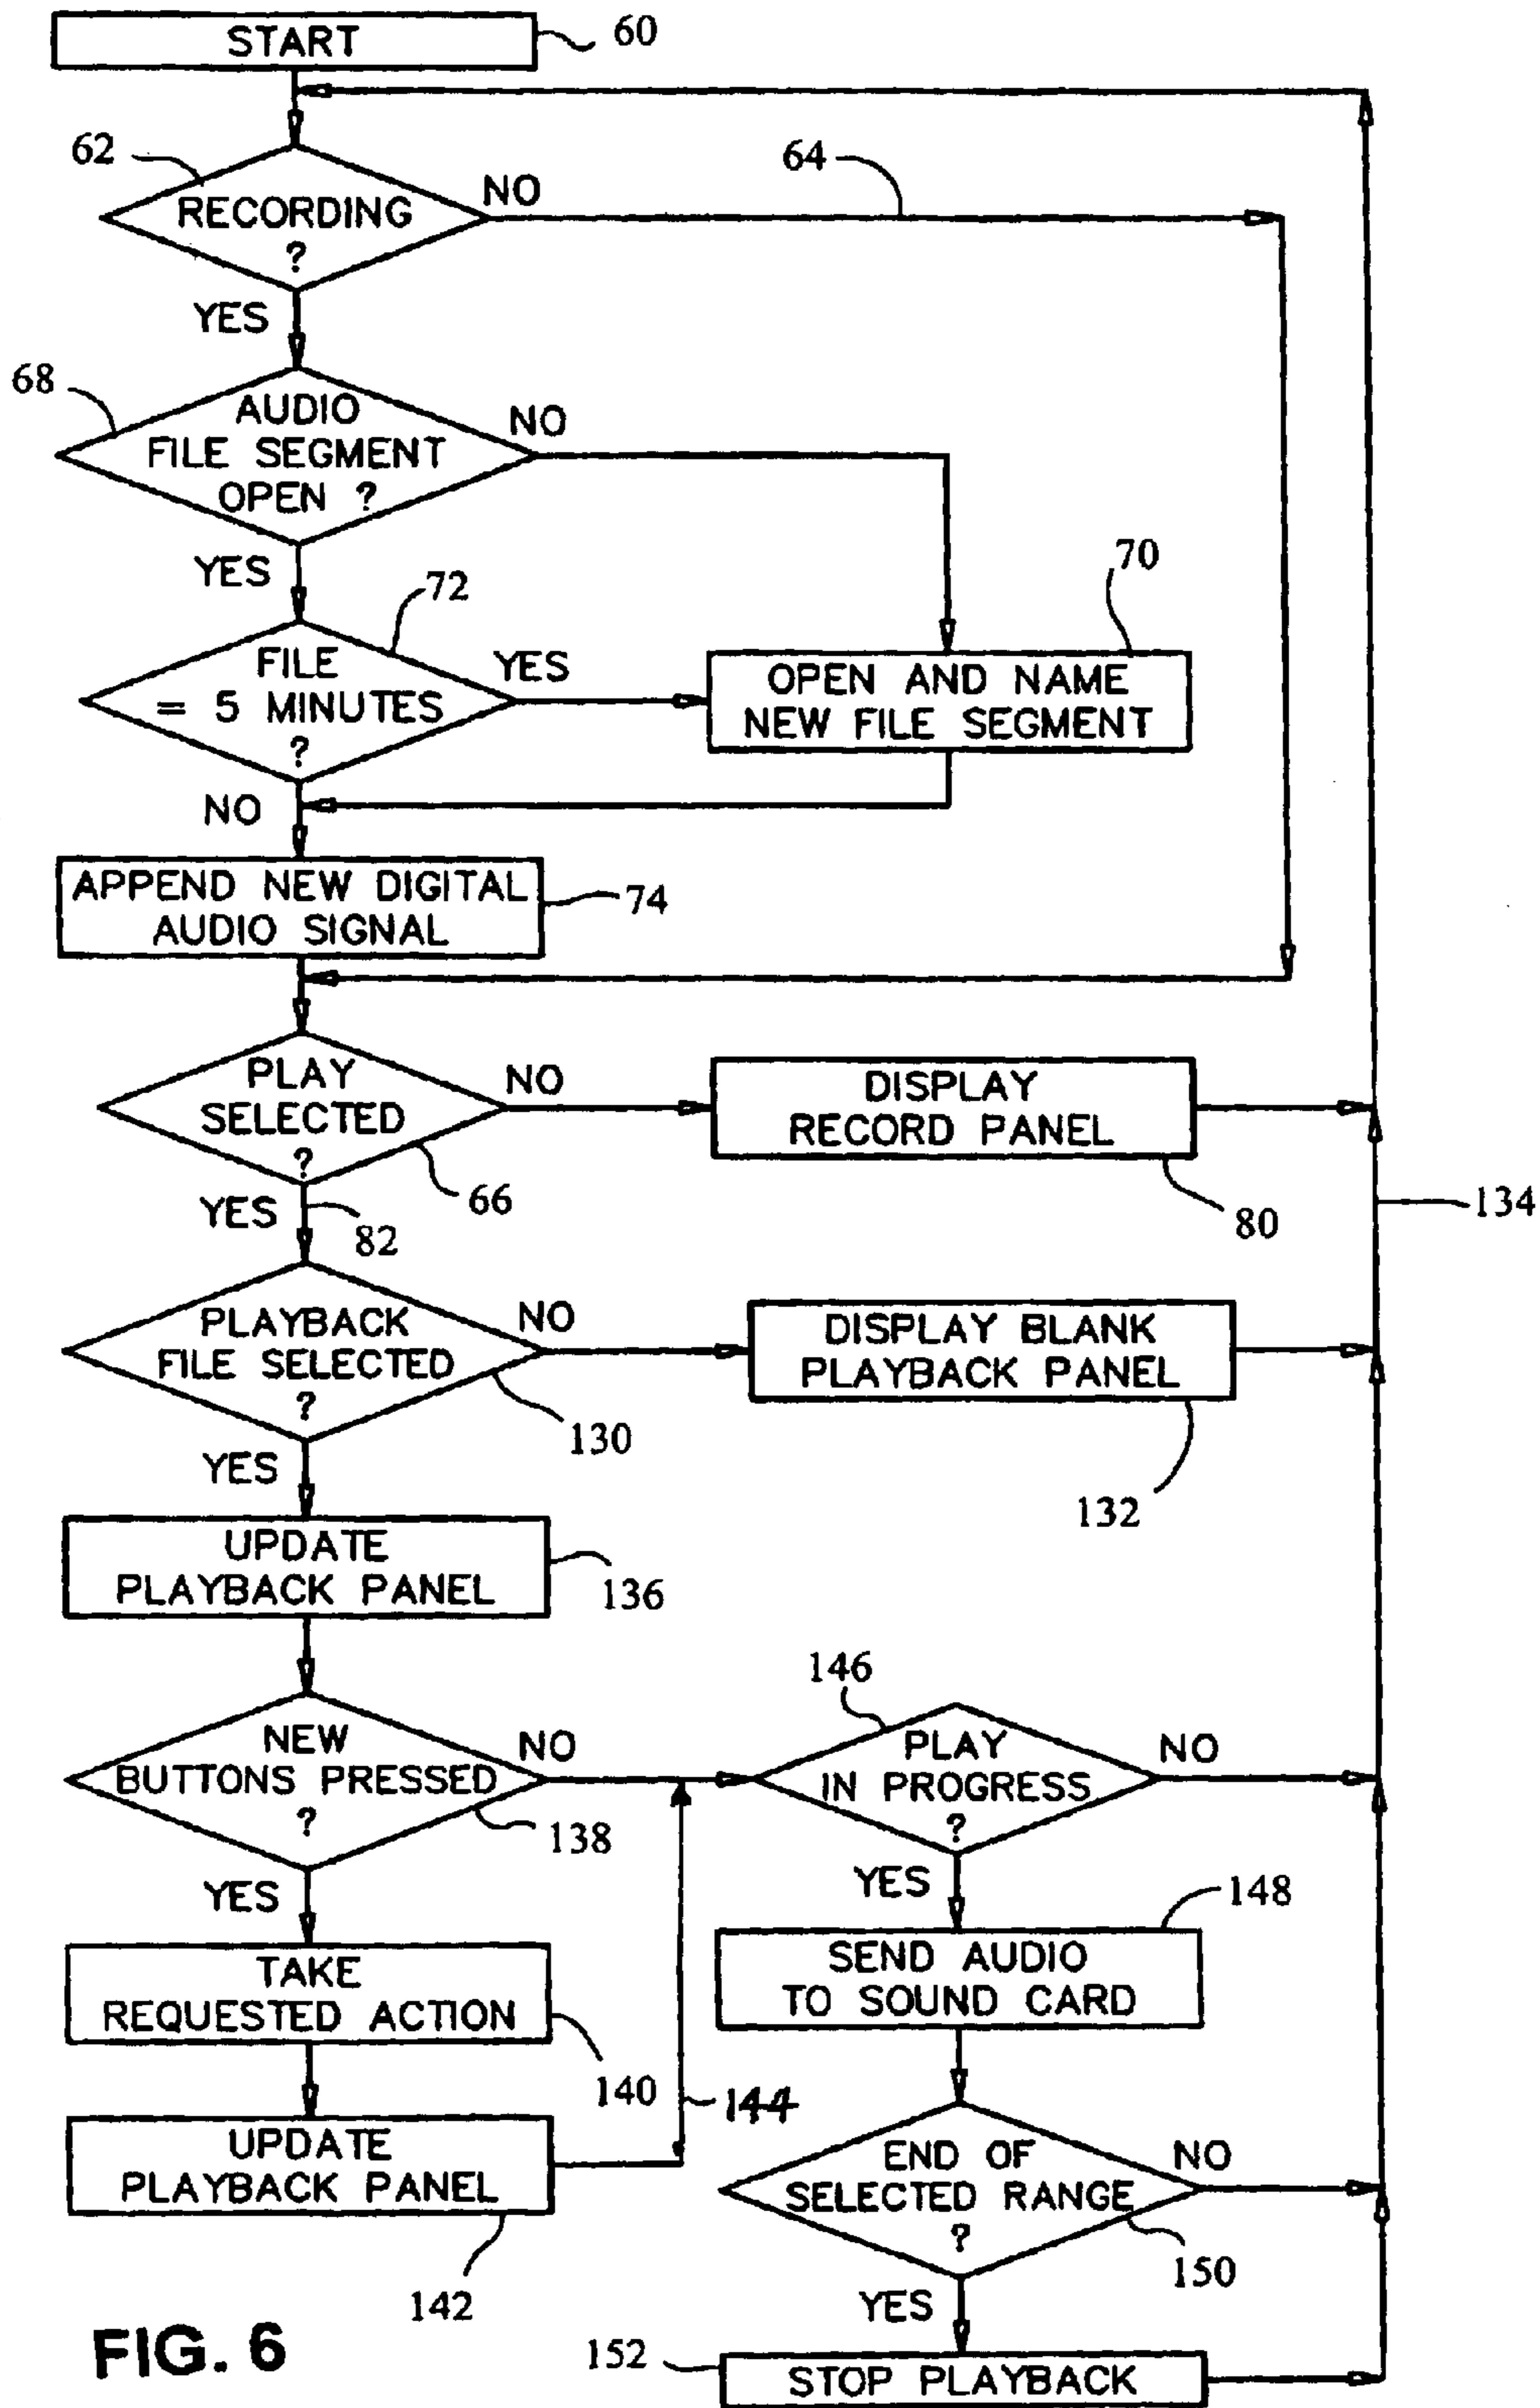 START
60
62
RECORDING
?
NO
64
YES
68
AUDIO
FILE SEGMENT
OPEN ?
NO
YES
72
FILE
= 5 MINUTES
?
YES
70
OPEN AND NAME
NEW FILE SEGMENT
NO
APPEND NEW DIGITAL
AUDIO SIGNAL
74
PLAY
SELECTED
?
NO
66
DISPLAY
RECORD PANEL
80
134
YES
82
PLAYBACK
FILE SELECTED
?
NO
130
DISPLAY BLANK
PLAYBACK PANEL
132
YES
UPDATE
PLAYBACK PANEL
136
NEW
BUTTONS PRESSED
?
NO
138
146
PLAY
IN PROGRESS
?
NO
YES
TAKE
REQUESTED ACTION
140
144
YES
148
SEND AUDIO
TO SOUND CARD
UPDATE
PLAYBACK PANEL
142
END OF
SELECTED RANGE
?
NO
150
YES
152
STOP PLAYBACK
FIG. 6